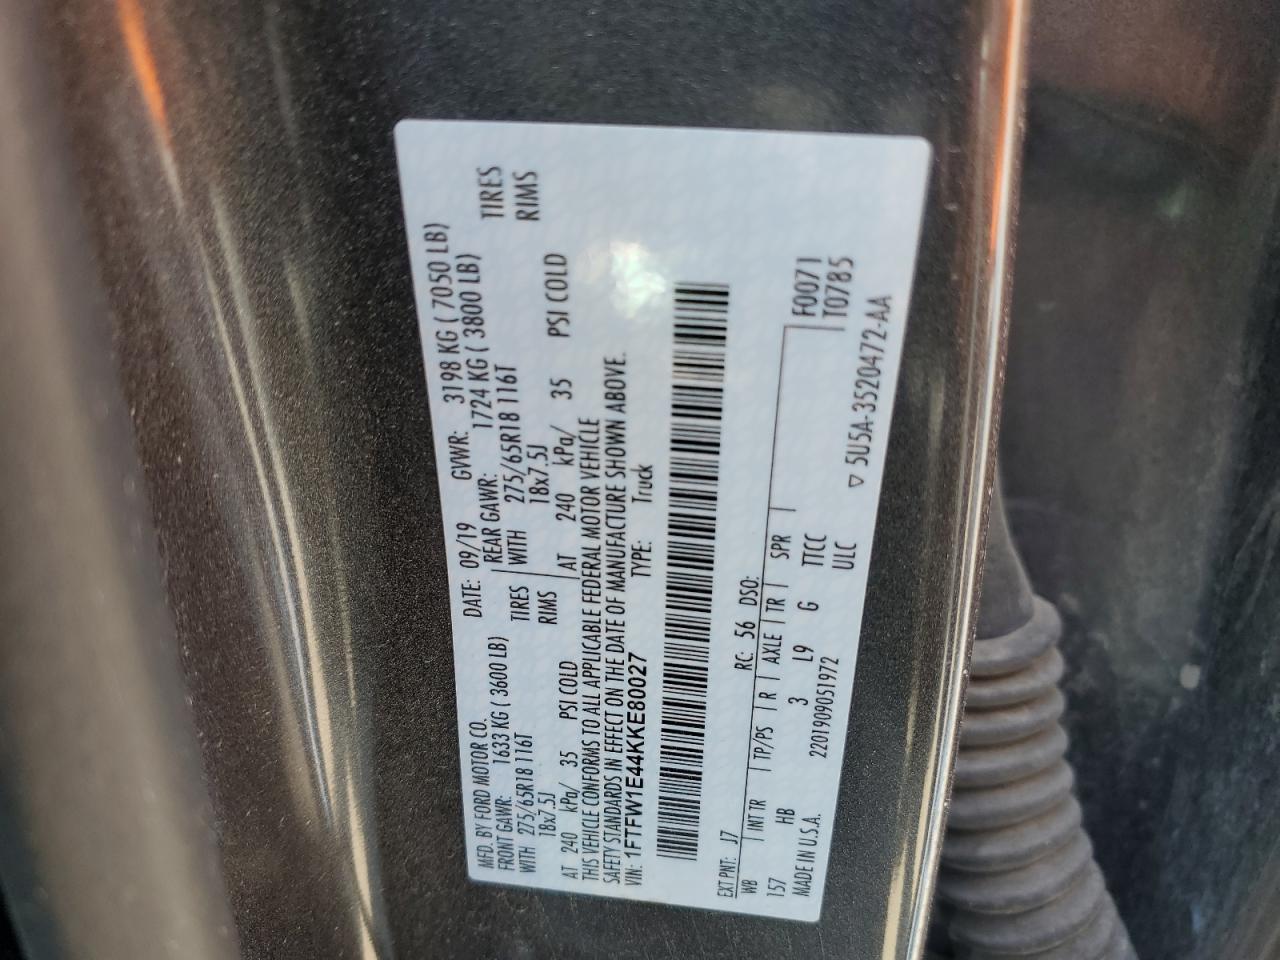 MFD. BY FORD MOTOR CO.
DATE: 09/19 GVWR: 3198 KG ( 7050 LB)
FRONT GAWR: 1633 KG ( 3600 LB) REAR GAWR: 1724 KG ( 3800 LB)
WITH 275/65R18 116T TIRES WITH 275/65R18 116T TIRES
18x7.5J RIMS 18x7.5J RIMS
AT 240 kPa/ 35 PSI COLD AT 240 kPa/ 35 PSI COLD
THIS VEHICLE CONFORMS TO ALL APPLICABLE FEDERAL MOTOR VEHICLE
SAFETY STANDARDS IN EFFECT ON THE DATE OF MANUFACTURE SHOWN ABOVE.
VIN: 1FTFW1E44KKE80027 TYPE: Truck
EXT PNT: J7 RC: 56 DSO:
WB INTR TP/PS R AXLE TR SPR F0071
157 HB 3 L9 G TTCC T0785
MADE IN U.S.A. 2201909051972 ULC
▽ 5U5A-3520472-AA